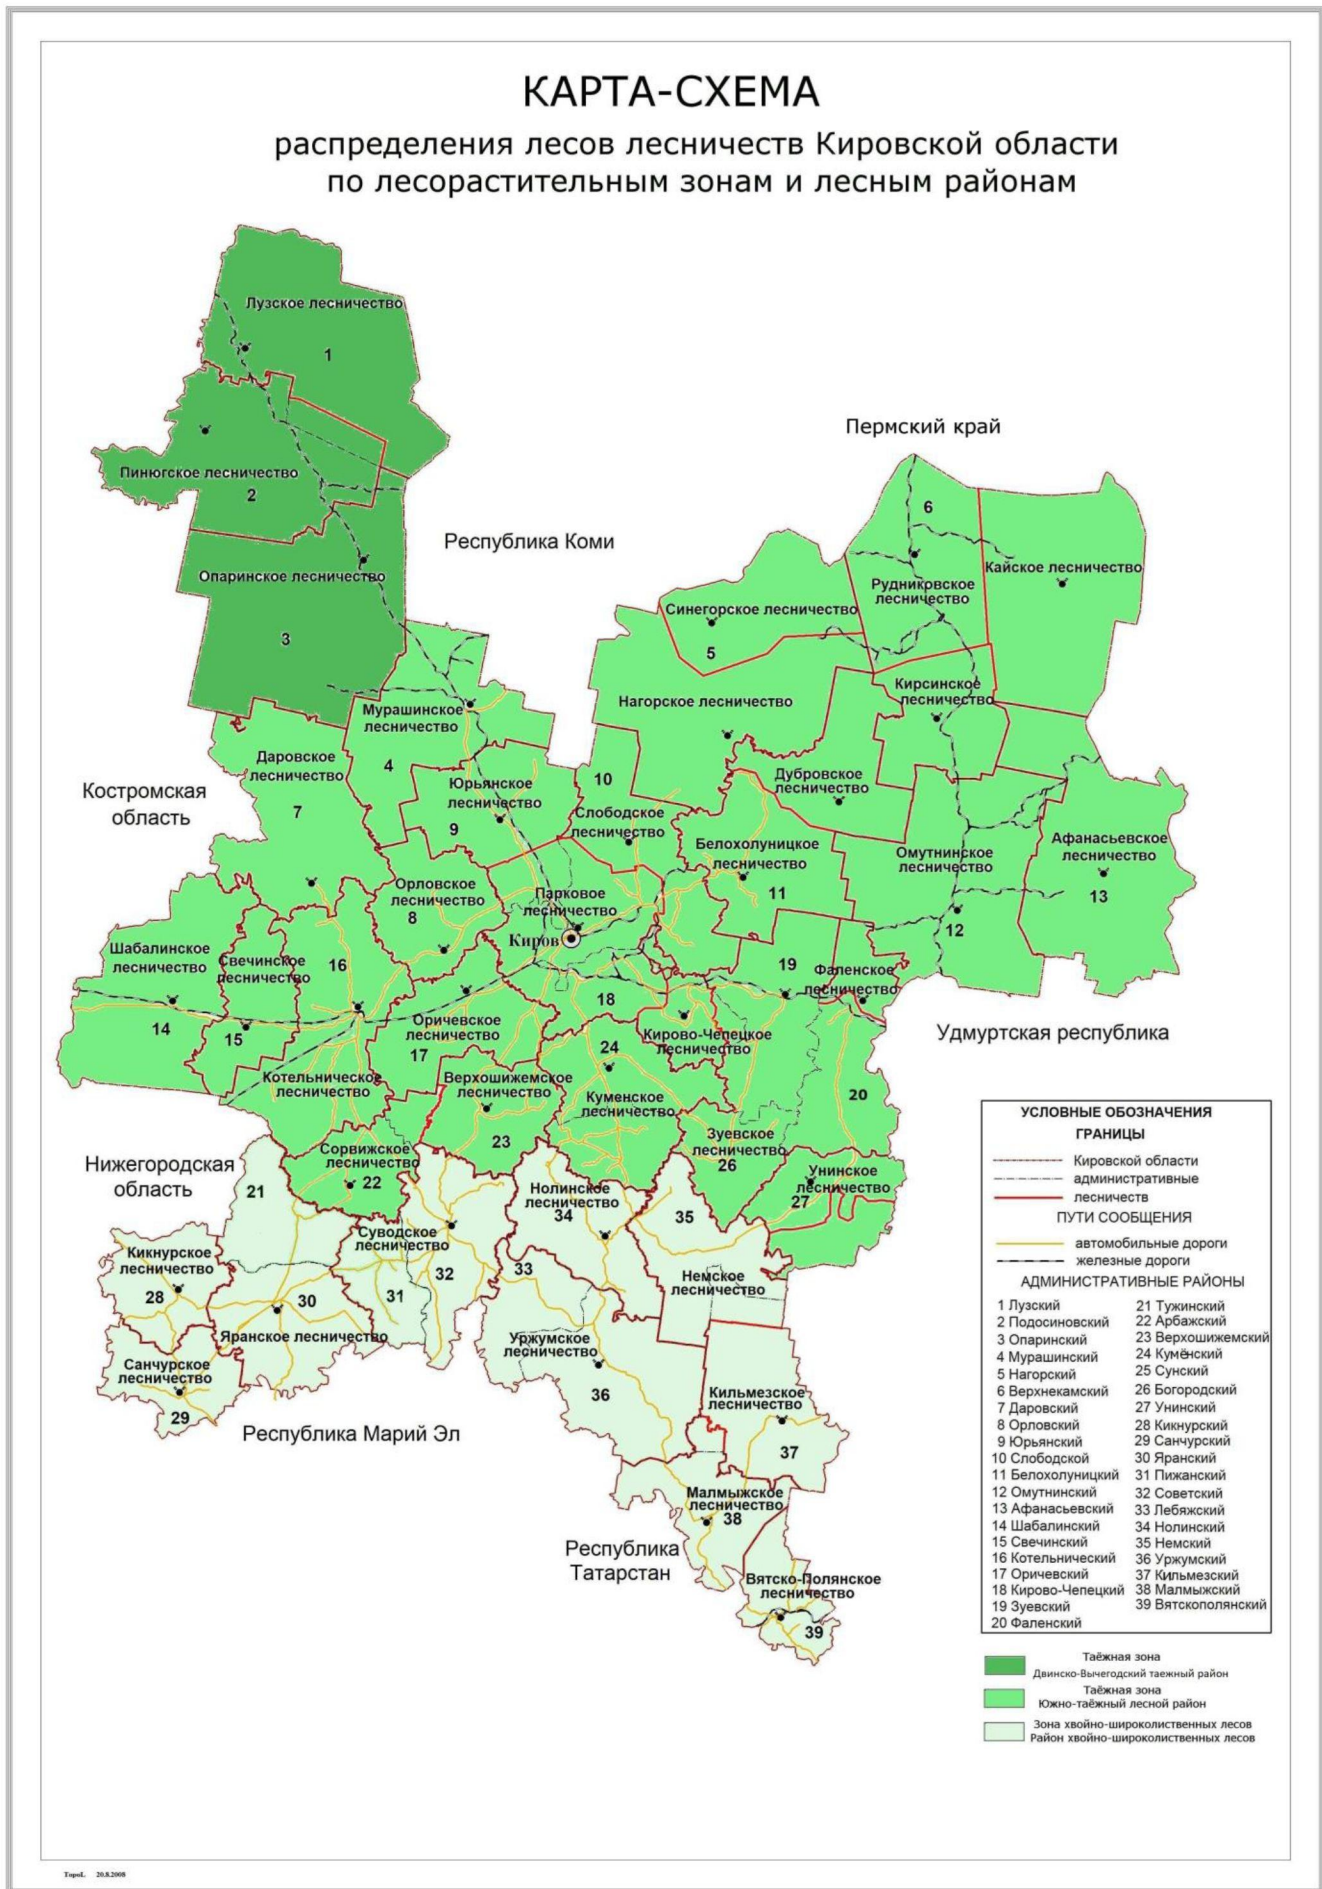 КАРТА-СХЕМА
распределения лесов лесничеств Кировской области
по лесорастительным зонам и лесным районам
Лузское лесничество
1
Пинюгское лесничество
2
Опаринское лесничество
3
Республика Коми
Пермский край
6
Рудниковское
лесничество
Кайское лесничество
Синегорское лесничество
5
Нагорское лесничество
Кирсинское
лесничество
Мурашинское
лесничество
4
Даровское
лесничество
7
Костромская
область
Юрьянское
лесничество
9
10
Слободское
лесничество
Дубровское
лесничество
Белохолуницкое
лесничество
11
Омутнинское
лесничество
12
Афанасьевское
лесничество
13
Орловское
лесничество
8
Парковое
лесничество
Киров
Шабалинское
лесничество
14
Свечинское
лесничество
15
16
Котельническое
лесничество
Оричевское
лесничество
17
18
19
Фаленское
лесничество
Кирово-Чепецкое
лесничество
Удмуртская республика
24
Куменское
лесничество
Верхошижемское
лесничество
23
20
Зуевское
лесничество
26
Унинское
лесничество
27
Нижегородская
область
21
Сорвижское
лесничество
22
Нолинское
лесничество
34
35
Суводское
лесничество
32
31
33
Немское
лесничество
Кикнурское
лесничество
28
30
Яранское лесничество
Санчурское
лесничество
29
Уржумское
лесничество
36
Республика Марий Эл
Кильмезское
лесничество
37
Малмыжское
лесничество
38
Республика
Татарстан
Вятско-Полянское
лесничество
39
УСЛОВНЫЕ ОБОЗНАЧЕНИЯ
ГРАНИЦЫ
Кировской области
административные
лесничеств
ПУТИ СООБЩЕНИЯ
автомобильные дороги
железные дороги
АДМИНИСТРАТИВНЫЕ РАЙОНЫ
1 Лузский
2 Подосиновский
3 Опаринский
4 Мурашинский
5 Нагорский
6 Верхнекамский
7 Даровский
8 Орловский
9 Юрьянский
10 Слободской
11 Белохолуницкий
12 Омутнинский
13 Афанасьевский
14 Шабалинский
15 Свечинский
16 Котельнический
17 Оричевский
18 Кирово-Чепецкий
19 Зуевский
20 Фаленский
21 Тужинский
22 Арбажский
23 Верхошижемский
24 Кумёнский
25 Сунский
26 Богородский
27 Унинский
28 Кикнурский
29 Санчурский
30 Яранский
31 Пижанский
32 Советский
33 Лебяжский
34 Нолинский
35 Немский
36 Уржумский
37 Кильмезский
38 Малмыжский
39 Вятскополянский
Таёжная зона
Двинско-Вычегодский таежный район
Таёжная зона
Южно-таёжный лесной район
Зона хвойно-широколиственных лесов
Район хвойно-широколиственных лесов
TopoL 20.8.2008